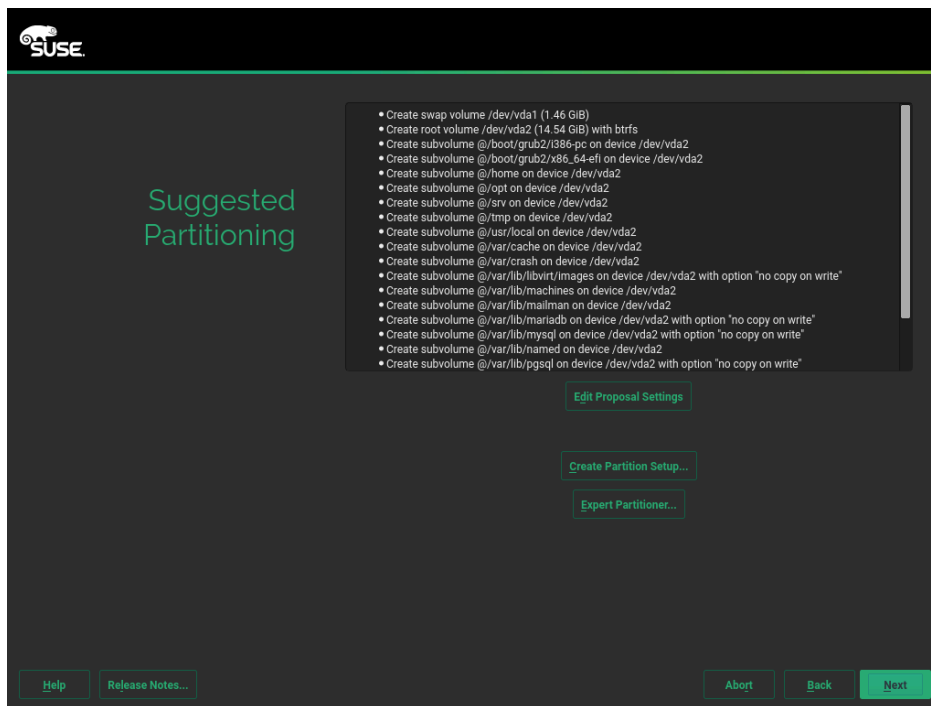 SUSE.
Suggested
Partitioning
• Create swap volume /dev/vda1 (1.46 GiB)
• Create root volume /dev/vda2 (14.54 GiB) with btrfs
• Create subvolume @/boot/grub2/i386-pc on device /dev/vda2
• Create subvolume @/boot/grub2/x86_64-efi on device /dev/vda2
• Create subvolume @/home on device /dev/vda2
• Create subvolume @/opt on device /dev/vda2
• Create subvolume @/srv on device /dev/vda2
• Create subvolume @/tmp on device /dev/vda2
• Create subvolume @/usr/local on device /dev/vda2
• Create subvolume @/var/cache on device /dev/vda2
• Create subvolume @/var/crash on device /dev/vda2
• Create subvolume @/var/lib/libvirt/images on device /dev/vda2 with option "no copy on write"
• Create subvolume @/var/lib/machines on device /dev/vda2
• Create subvolume @/var/lib/mailman on device /dev/vda2
• Create subvolume @/var/lib/mariadb on device /dev/vda2 with option "no copy on write"
• Create subvolume @/var/lib/mysql on device /dev/vda2 with option "no copy on write"
• Create subvolume @/var/lib/named on device /dev/vda2
• Create subvolume @/var/lib/pgsql on device /dev/vda2 with option "no copy on write"
Edit Proposal Settings
Create Partition Setup...
Expert Partitioner...
Help
Release Notes...
Abort
Back
Next